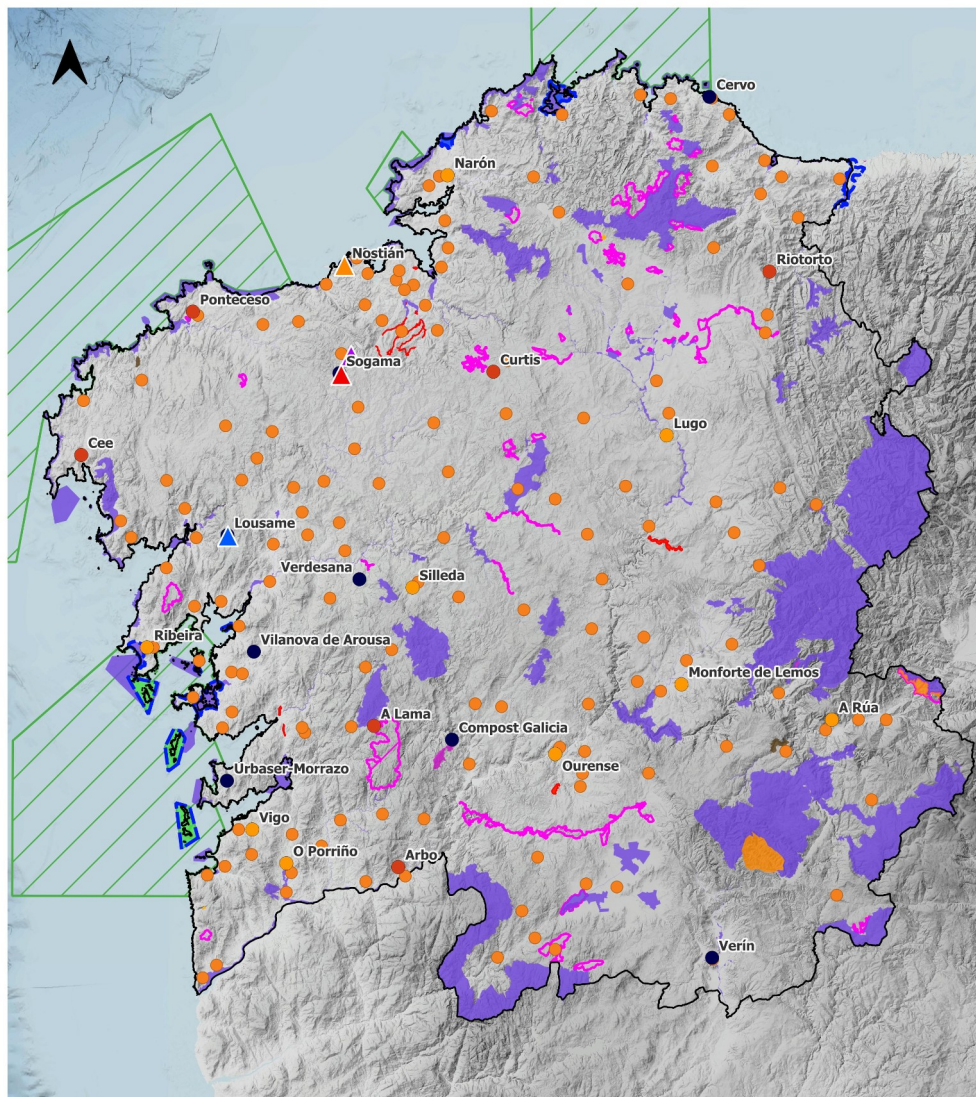 Cervo
Narón
Nostián
Riotorto
Ponteceso
Sogama
Curtis
Lugo
Cee
Lousame
Verdesana
Silleda
Ribeira
Vilanova de Arousa
Monforte de Lemos
A Rúa
A Lama
Compost Galicia
Ourense
Urbaser-Morrazo
Vigo
O Porriño
Arbo
Verín